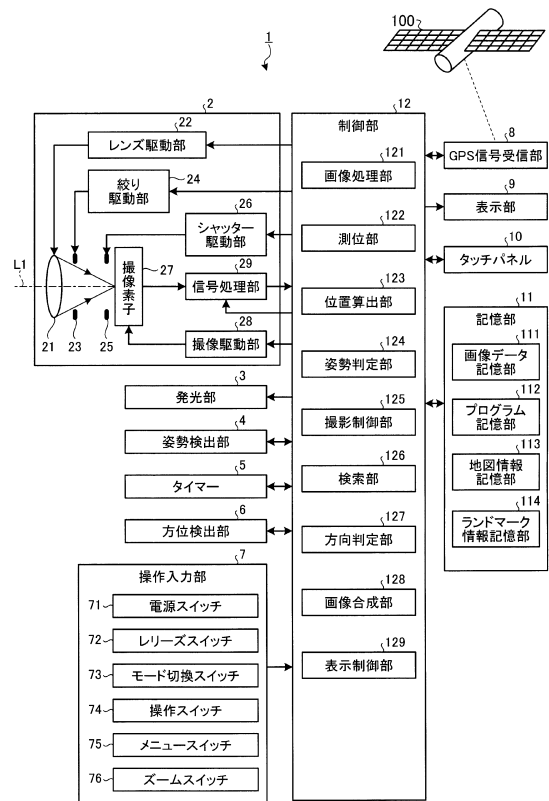 100
1
2
22
レンズ駆動部
24
絞り
駆動部
26
シャッター
駆動部
27
撮像素子
29
信号処理部
28
撮像駆動部
L1
21
23
25
3
発光部
4
姿勢検出部
5
タイマー
6
方位検出部
7
操作入力部
71
電源スイッチ
72
レリーズスイッチ
73
モード切換スイッチ
74
操作スイッチ
75
メニュースイッチ
76
ズームスイッチ
12
制御部
121
画像処理部
122
測位部
123
位置算出部
124
姿勢判定部
125
撮影制御部
126
検索部
127
方向判定部
128
画像合成部
129
表示制御部
8
GPS信号受信部
9
表示部
10
タッチパネル
11
記憶部
111
画像データ
記憶部
112
プログラム
記憶部
113
地図情報
記憶部
114
ランドマーク
情報記憶部